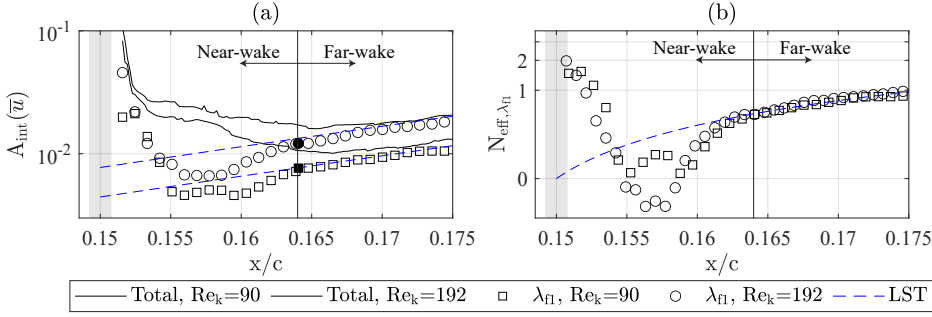 (a)
(b)
10⁻¹
Near-wake
Far-wake
A_int(u̅)
10⁻²
0.15 0.155 0.16 0.165 0.17 0.175
x/c
Near-wake
Far-wake
2
1
0
N_eff,λf1
0.15 0.155 0.16 0.165 0.17 0.175
x/c
Total, Re_k=90 Total, Re_k=192 λ_f1, Re_k=90 λ_f1, Re_k=192 LST